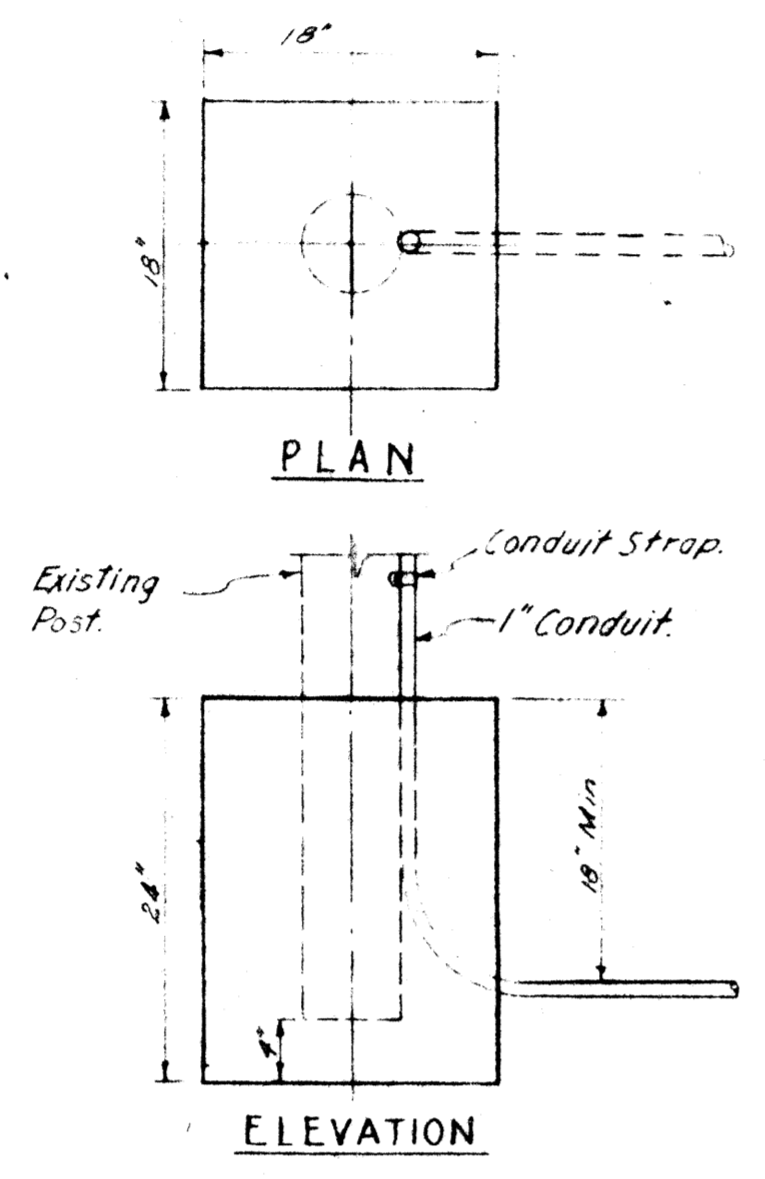 18"
18"
PLAN
Conduit Strap.
Existing
Post.
1" Conduit.
18" Min
24"
4"
ELEVATION